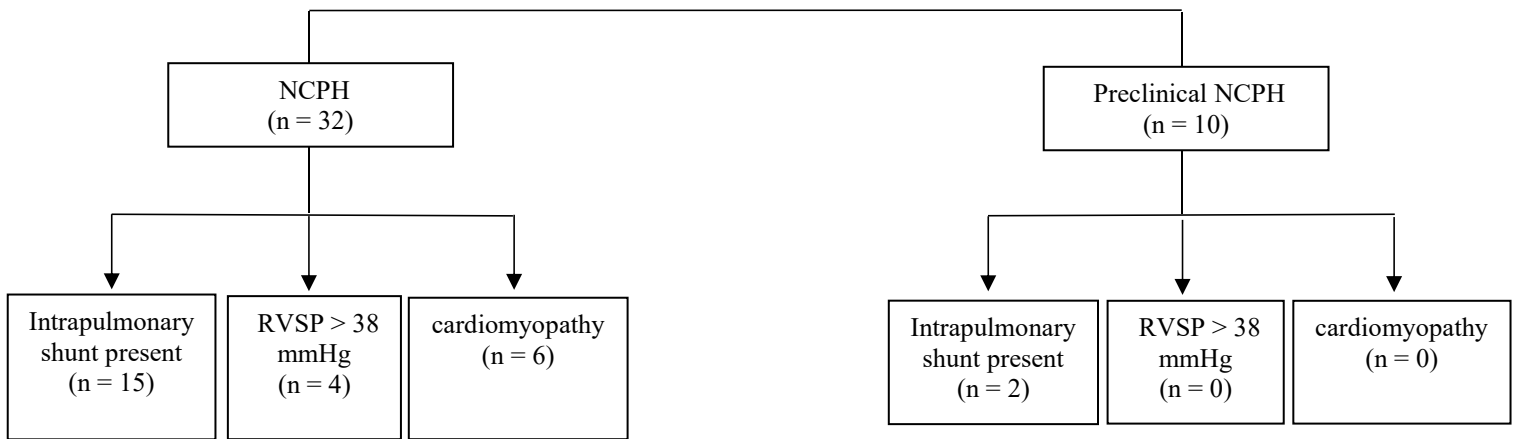 NCPH
(n = 32)
Preclinical NCPH
(n = 10)
Intrapulmonary
shunt present
(n = 15)
RVSP > 38
mmHg
(n = 4)
cardiomyopathy
(n = 6)
Intrapulmonary
shunt present
(n = 2)
RVSP > 38
mmHg
(n = 0)
cardiomyopathy
(n = 0)